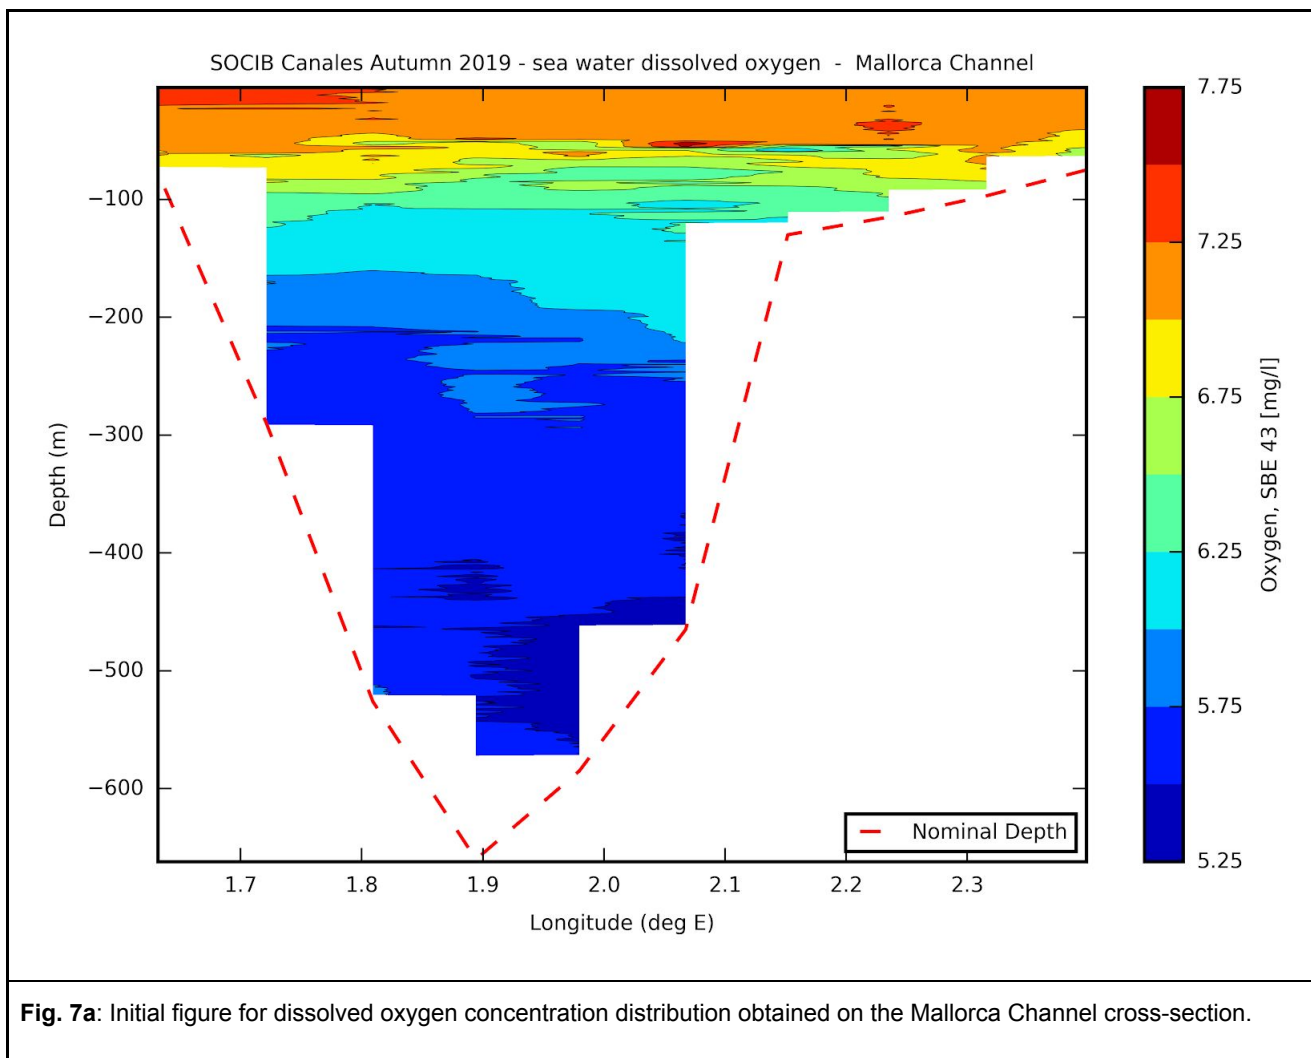 SOCIB Canales Autumn 2019 - sea water dissolved oxygen - Mallorca Channel
−100
−200
−300
−400
−500
−600
Depth (m)
1.7 1.8 1.9 2.0 2.1 2.2 2.3
Longitude (deg E)
Nominal Depth
7.75
7.25
6.75
6.25
5.75
5.25
Oxygen, SBE 43 [mg/l]
Fig. 7a: Initial figure for dissolved oxygen concentration distribution obtained on the Mallorca Channel cross-section.